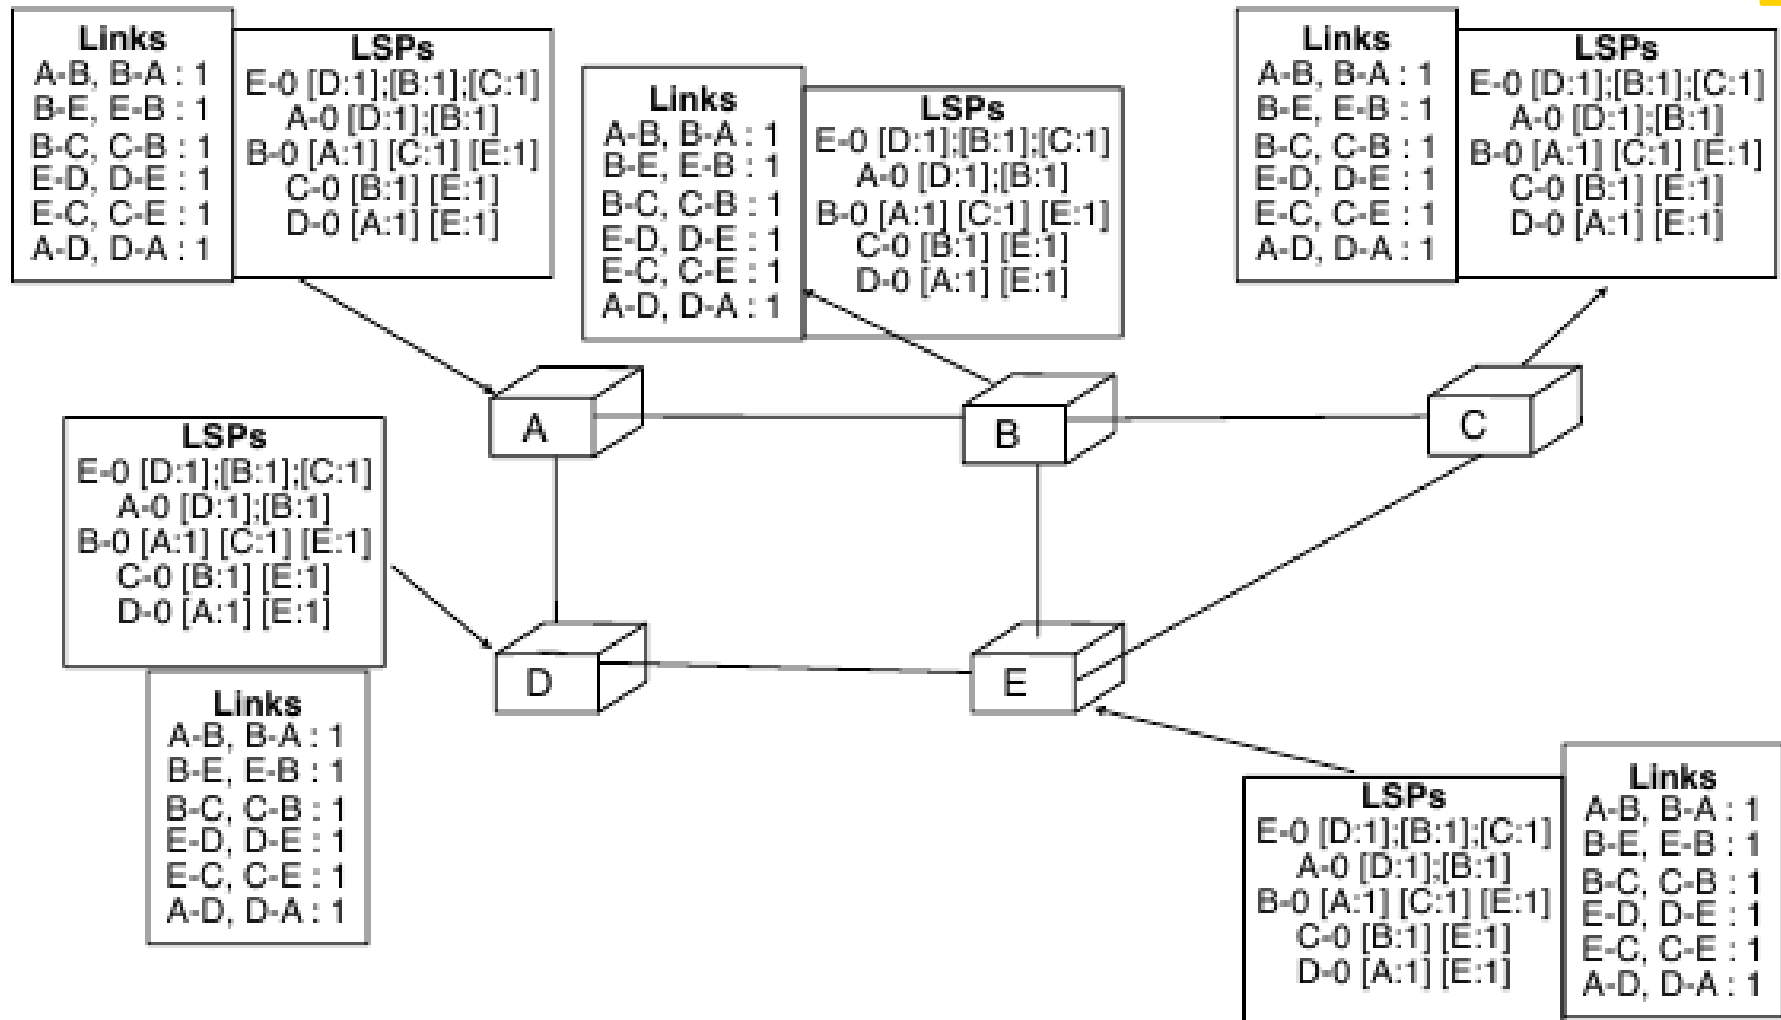 Links
A-B, B-A : 1
B-E, E-B : 1
B-C, C-B : 1
E-D, D-E : 1
E-C, C-E : 1
A-D, D-A : 1
LSPs
E-0 [D:1];[B:1];[C:1]
A-0 [D:1];[B:1]
B-0 [A:1] [C:1] [E:1]
C-0 [B:1] [E:1]
D-0 [A:1] [E:1]
Links
A-B, B-A : 1
B-E, E-B : 1
B-C, C-B : 1
E-D, D-E : 1
E-C, C-E : 1
A-D, D-A : 1
LSPs
E-0 [D:1];[B:1];[C:1]
A-0 [D:1];[B:1]
B-0 [A:1] [C:1] [E:1]
C-0 [B:1] [E:1]
D-0 [A:1] [E:1]
Links
A-B, B-A : 1
B-E, E-B : 1
B-C, C-B : 1
E-D, D-E : 1
E-C, C-E : 1
A-D, D-A : 1
LSPs
E-0 [D:1];[B:1];[C:1]
A-0 [D:1];[B:1]
B-0 [A:1] [C:1] [E:1]
C-0 [B:1] [E:1]
D-0 [A:1] [E:1]
A
B
C
LSPs
E-0 [D:1];[B:1];[C:1]
A-0 [D:1];[B:1]
B-0 [A:1] [C:1] [E:1]
C-0 [B:1] [E:1]
D-0 [A:1] [E:1]
D
E
Links
A-B, B-A : 1
B-E, E-B : 1
B-C, C-B : 1
E-D, D-E : 1
E-C, C-E : 1
A-D, D-A : 1
LSPs
E-0 [D:1];[B:1];[C:1]
A-0 [D:1];[B:1]
B-0 [A:1] [C:1] [E:1]
C-0 [B:1] [E:1]
D-0 [A:1] [E:1]
Links
A-B, B-A : 1
B-E, E-B : 1
B-C, C-B : 1
E-D, D-E : 1
E-C, C-E : 1
A-D, D-A : 1